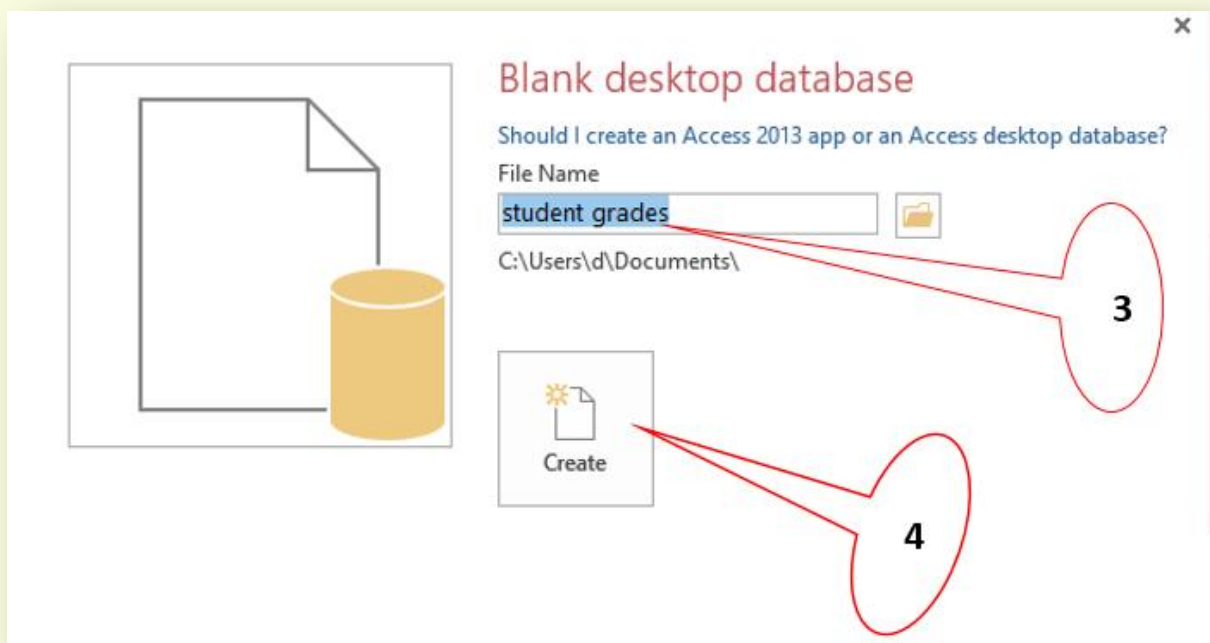 ×
Blank desktop database
Should I create an Access 2013 app or an Access desktop database?
File Name
student grades
C:\Users\d\Documents\
3
Create
4